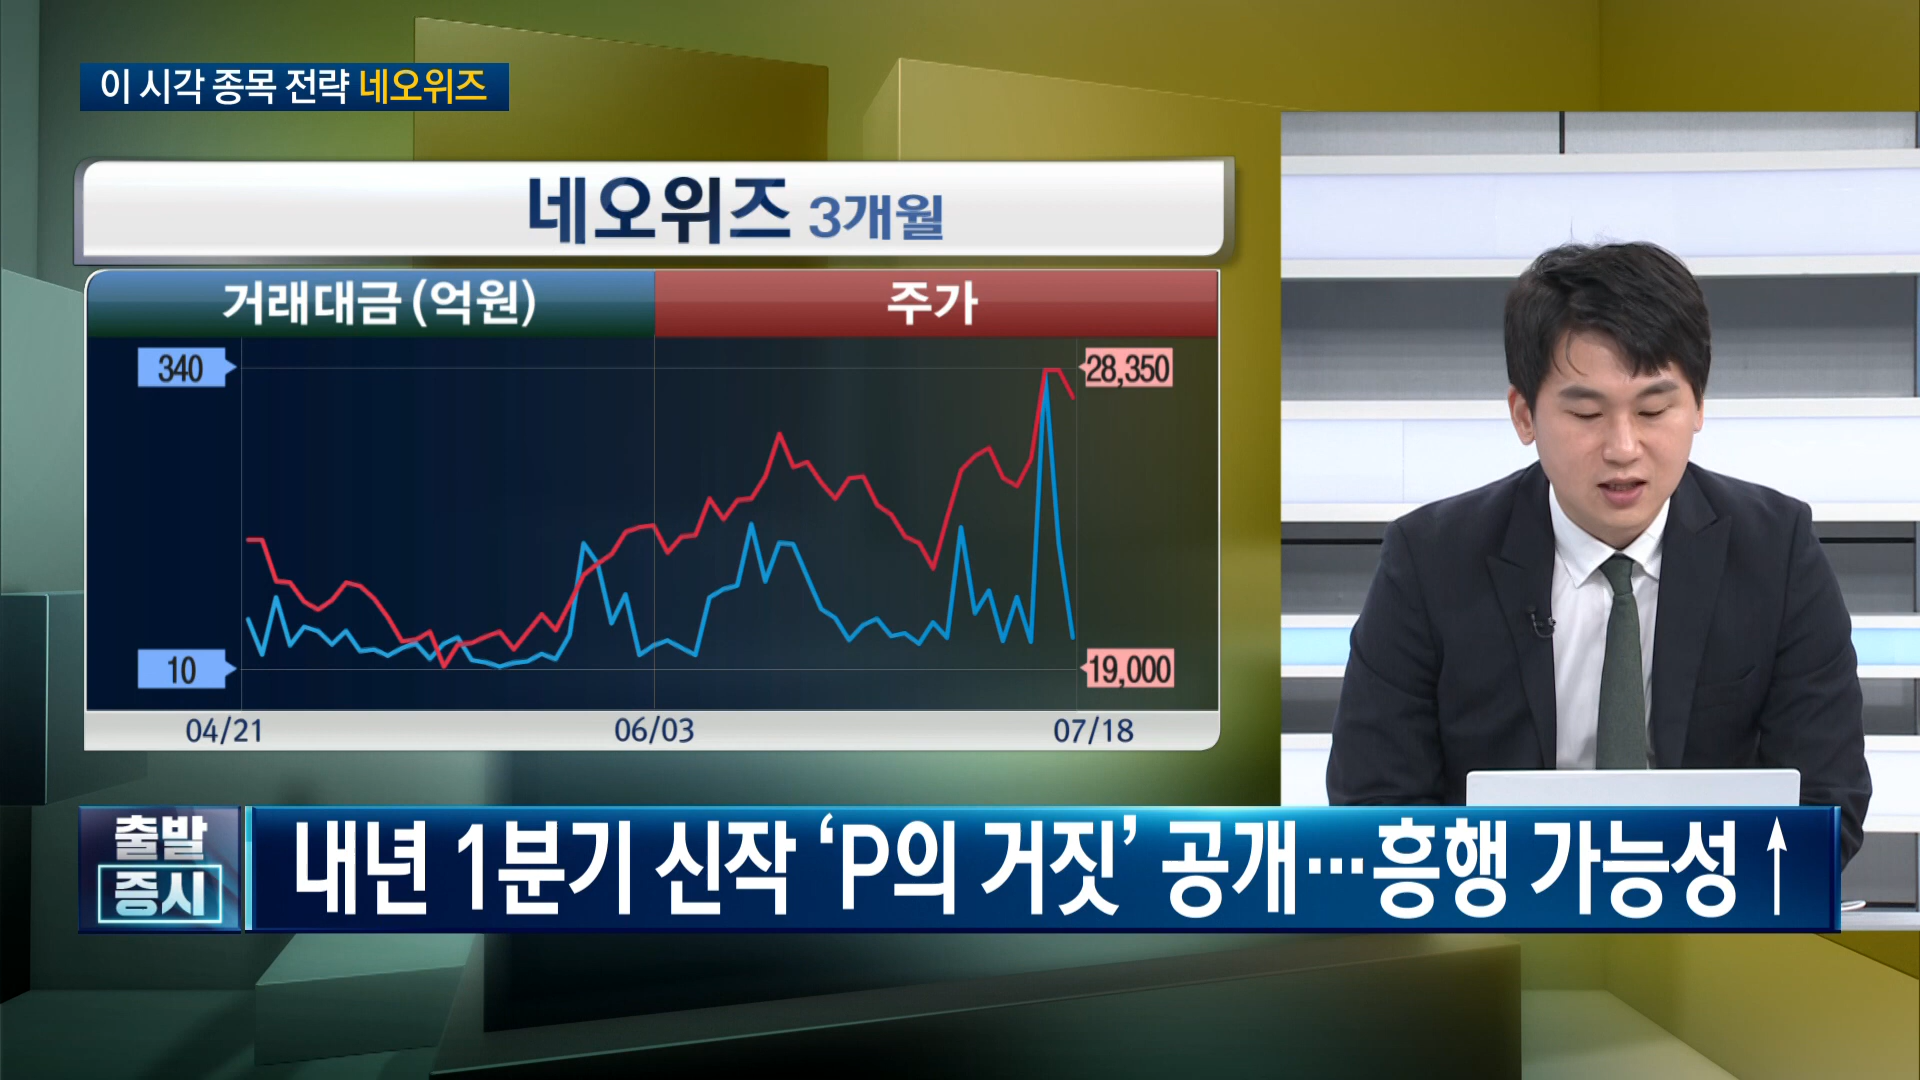 이 시각 종목 전략 네오위즈
네오위즈 3개월
거래대금 (억원)
주가
340
28,350
10
19,000
04/21
06/03
07/18
출발
증시
내년 1분기 신작 ‘P의 거짓’ 공개…흥행 가능성↑